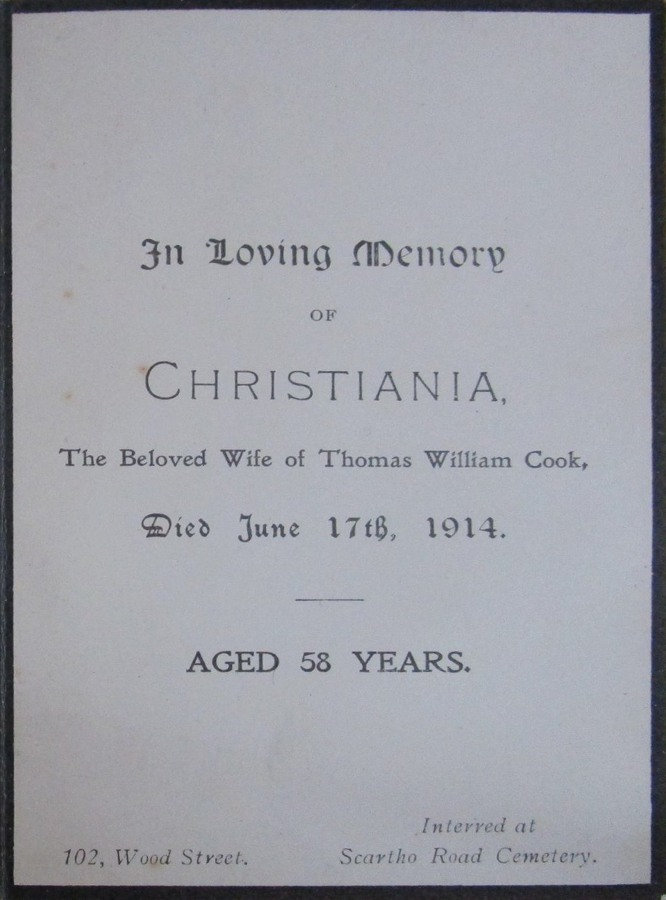 In Loving Memory
OF
CHRISTIANIA,
The Beloved Wife of Thomas William Cook,
Died June 17th, 1914.
AGED 58 YEARS.
Interred at
102, Wood Street. Scartho Road Cemetery.